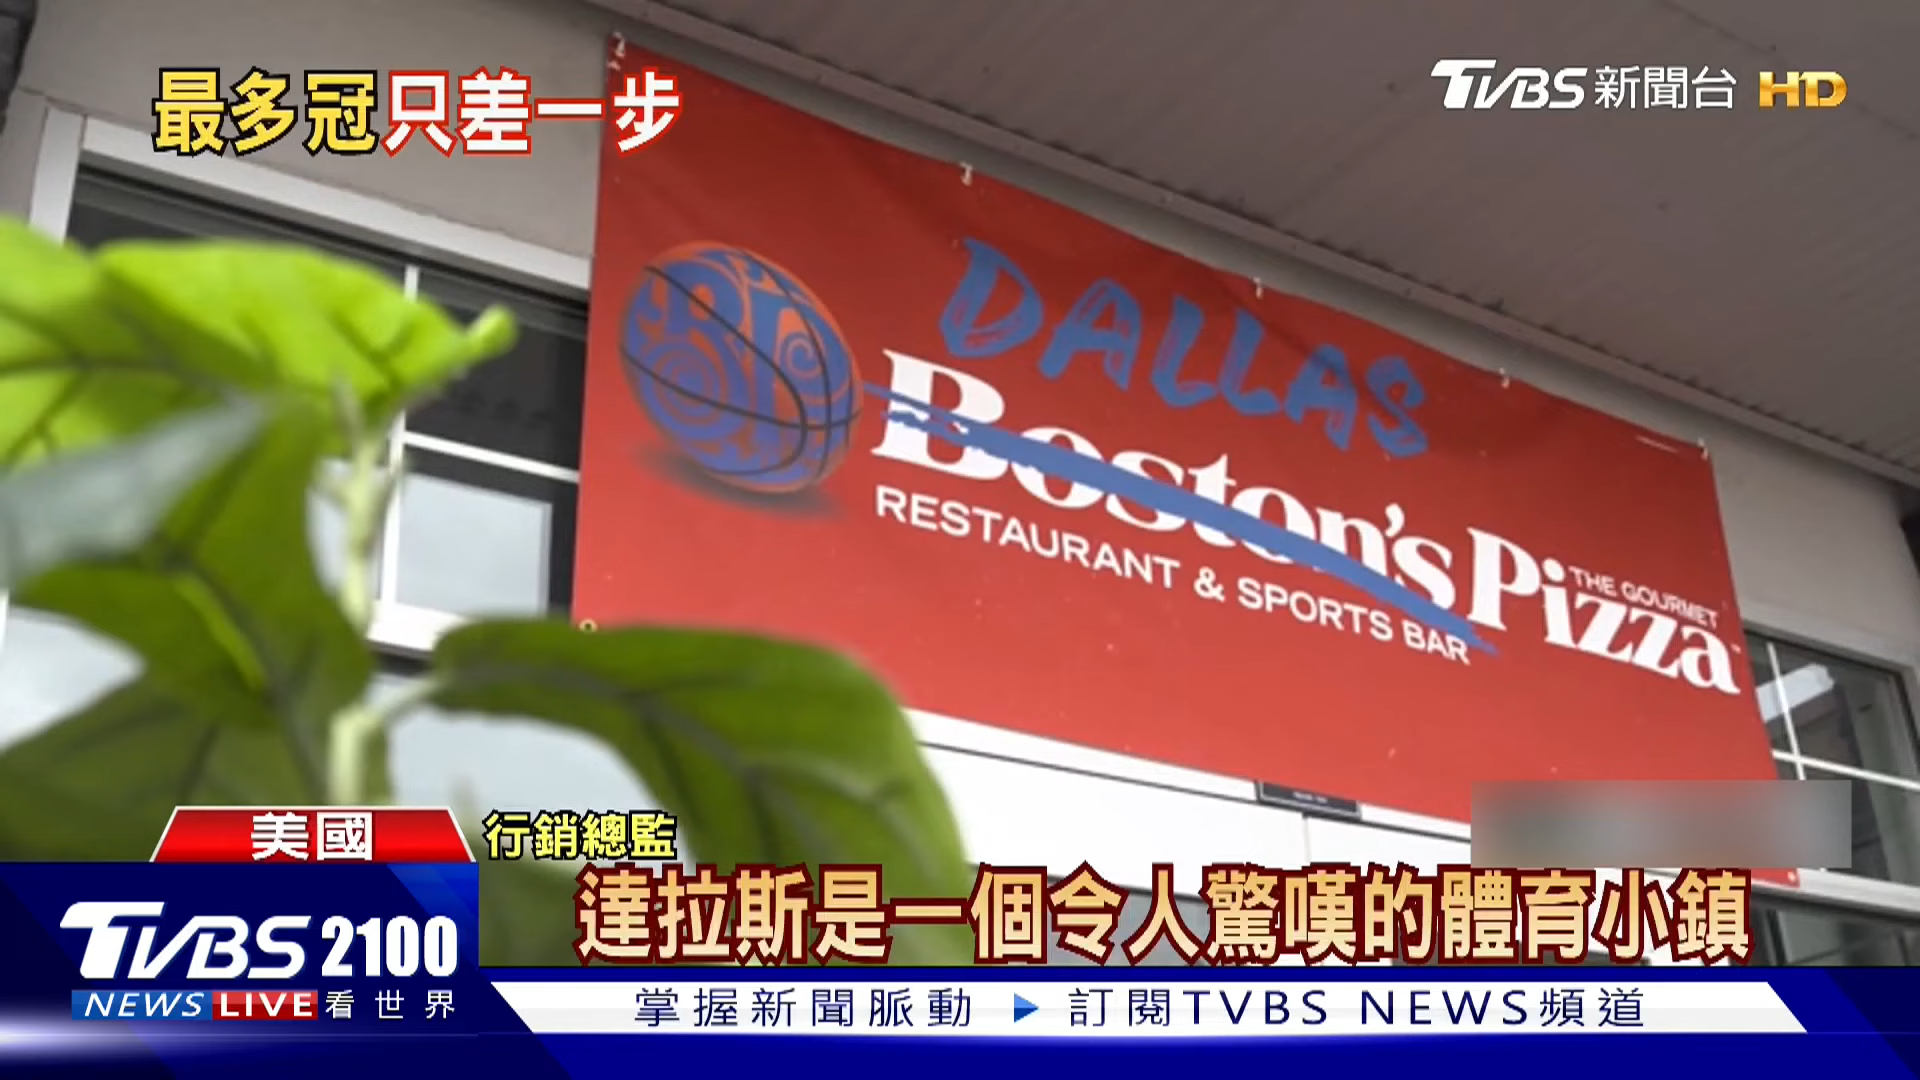 最多冠只差一步
TVBS新聞台 HD
BP
DALLAS
Boston's Pizza
THE GOURMET
RESTAURANT & SPORTS BAR
美國
行銷總監
達拉斯是一個令人驚嘆的體育小鎮
TVBS 2100
NEWS LIVE 看世界
掌握新聞脈動 ▶ 訂閱TVBS NEWS頻道